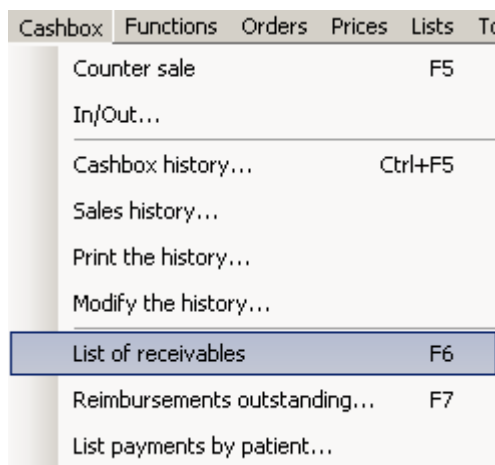 Cashbox Functions Orders Prices Lists
Counter sale F5
In/Out...
Cashbox history... Ctrl+F5
Sales history...
Print the history...
Modify the history...
List of receivables F6
Reimbursements outstanding... F7
List payments by patient...